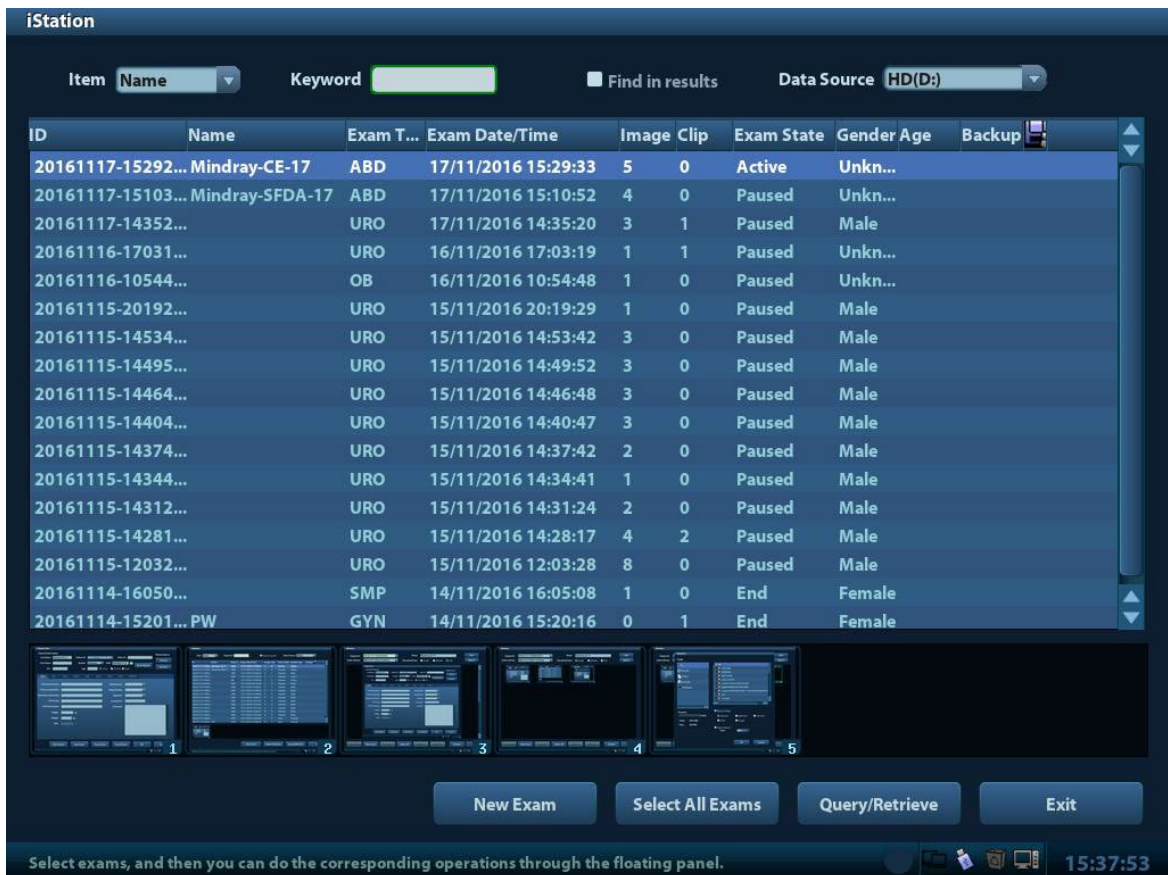 iStation
Item Name Keyword Find in results Data Source HD(D:)
ID Name Exam T... Exam Date/Time Image Clip Exam State Gender Age Backup
20161117-15292... Mindray-CE-17 ABD 17/11/2016 15:29:33 5 0 Active Unkn...
20161117-15103... Mindray-SFDA-17 ABD 17/11/2016 15:10:52 4 0 Paused Unkn...
20161117-14352... URO 17/11/2016 14:35:20 3 1 Paused Male
20161116-17031... URO 16/11/2016 17:03:19 1 1 Paused Unkn...
20161116-10544... OB 16/11/2016 10:54:48 1 0 Paused Unkn...
20161115-20192... URO 15/11/2016 20:19:29 1 0 Paused Male
20161115-14534... URO 15/11/2016 14:53:42 3 0 Paused Male
20161115-14495... URO 15/11/2016 14:49:52 3 0 Paused Male
20161115-14464... URO 15/11/2016 14:46:48 3 0 Paused Male
20161115-14404... URO 15/11/2016 14:40:47 3 0 Paused Male
20161115-14374... URO 15/11/2016 14:37:42 2 0 Paused Male
20161115-14344... URO 15/11/2016 14:34:41 1 0 Paused Male
20161115-14312... URO 15/11/2016 14:31:24 2 0 Paused Male
20161115-14281... URO 15/11/2016 14:28:17 4 2 Paused Male
20161115-12032... URO 15/11/2016 12:03:28 8 0 Paused Male
20161114-16050... SMP 14/11/2016 16:05:08 1 0 End Female
20161114-15201... PW GYN 14/11/2016 15:20:16 0 1 End Female
1 2 3 4 5
New Exam Select All Exams Query/Retrieve Exit
Select exams, and then you can do the corresponding operations through the floating panel. 15:37:53